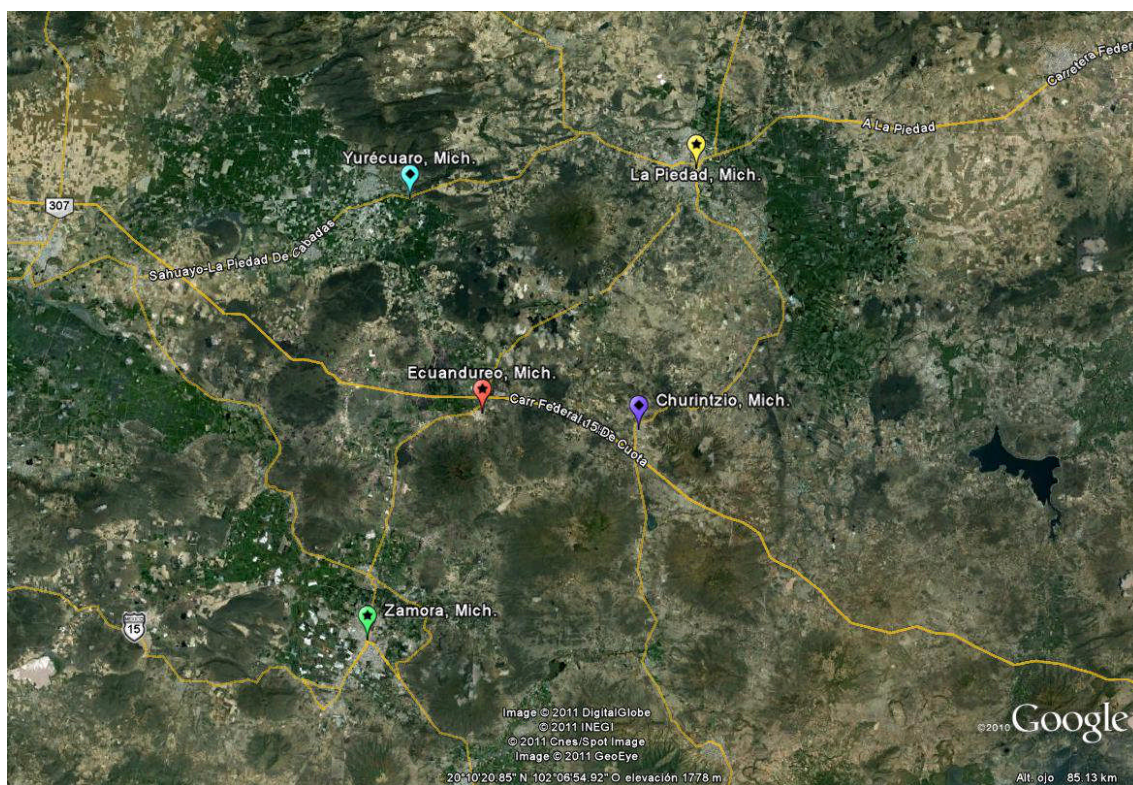 Carretera Feder
A La Piedad
Yurécuaro, Mich.
La Piedad, Mich.
307
Sahuayo-La Piedad De Cabadas
Ecuandureo, Mich.
Carr Federal 15 De Cuota
Churintzio, Mich.
Zamora, Mich.
MEXICO
15
Image © 2011 DigitalGlobe
© 2011 INEGI
© 2011 Cnes/Spot Image
Image © 2011 GeoEye
©2010 Google
20°10'20.85" N 102°06'54.92" O elevación 1778 m
Alt. ojo 85.13 km